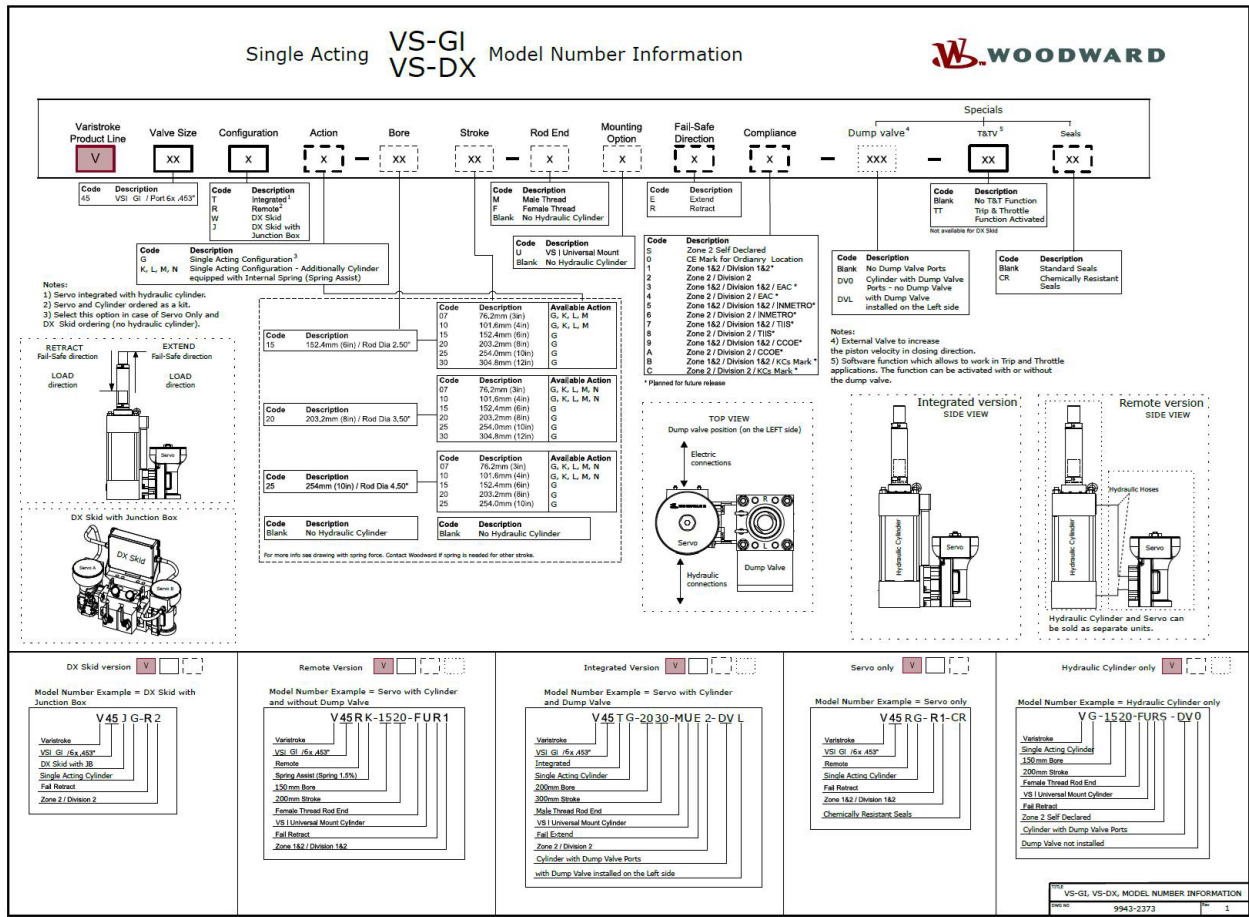 Single Acting VS-GI VS-DX Model Number Information
WOODWARD
Specials
Varistroke Product Line
Valve Size
Configuration
Action
Bore
Stroke
Rod End
Mounting Option
Fail-Safe Direction
Compliance
Dump valve 4
T&TV 5
Seals
V xx x x – xx xx – x x x x – xxx – xx xx
Code Description
45 VSI GI / Port 6x .453"
Code Description
T Integrated 1
R Remote 2
W DX Skid
J DX Skid with
Junction Box
Code Description
G Single Acting Configuration 3
K, L, M, N Single Acting Configuration - Additionally Cylinder
equipped with Internal Spring (Spring Assist)
Code Description
M Male Thread
F Female Thread
Blank No Hydraulic Cylinder
Code Description
U VS I Universal Mount
Blank No Hydraulic Cylinder
Code Description
E Extend
R Retract
Code Description
S Zone 2 Self Declared
0 CE Mark for Ordianry Location
1 Zone 1&2 / Division 1&2*
2 Zone 2 / Division 2
3 Zone 1&2 / Division 1&2 / EAC *
4 Zone 2 / Division 2 / EAC *
5 Zone 1&2 / Division 1&2 / INMETRO*
6 Zone 2 / Division 2 / INMETRO*
7 Zone 1&2 / Division 1&2 / TIIS*
8 Zone 2 / Division 2 / TIIS*
9 Zone 1&2 / Division 1&2 / CCOE*
A Zone 2 / Division 2 / CCOE*
B Zone 1&2 / Division 1&2 / KCs Mark *
C Zone 2 / Division 2 / KCs Mark *
* Planned for future release
Code Description
Blank No Dump Valve Ports
DV0 Cylinder with Dump Valve
Ports - no Dump Valve
DVL with Dump Valve
installed on the Left side
Code Description
Blank No T&T Function
TT Trip & Throttle
Function Activated
Not available for DX Skid
Code Description
Blank Standard Seals
CR Chemically Resistant
Seals
Notes:
1) Servo integrated with hydraulic cylinder.
2) Servo and Cylinder ordered as a kit.
3) Select this option in case of Servo Only and
DX Skid ordering (no hydraulic cylinder).
Notes:
4) External Valve to increase
the piston velocity in closing direction.
5) Software function which allows to work in Trip and Throttle
applications. The function can be activated with or without
the dump valve.
Code Description
15 152.4mm (6in) / Rod Dia 2.50"
Code Description Available Action
07 76,2mm (3in) G, K, L, M
10 101,6mm (4in) G, K, L, M
15 152.4mm (6in) G
20 203.2mm (8in) G
25 254.0mm (10in) G
30 304.8mm (12in) G
Code Description
20 203,2mm (8in) / Rod Dia 3,50"
Code Description Available Action
07 76,2mm (3in) G, K, L, M, N
10 101,6mm (4in) G, K, L, M, N
15 152,4mm (6in) G
20 203,2mm (8in) G
25 254,0mm (10in) G
30 304,8mm (12in) G
Code Description
25 254mm (10in) / Rod Dia 4,50"
Code Description Available Action
07 76.2mm (3in) G, K, L, M, N
10 101,6mm (4in) G, K, L, M, N
15 152.4mm (6in) G
20 203.2mm (8in) G
25 254.0mm (10in) G
Code Description
Blank No Hydraulic Cylinder
Code Description
Blank No Hydraulic Cylinder
For more info see drawing with spring force. Contact Woodward if spring is needed for other stroke.
RETRACT Fail-Safe direction
EXTEND Fail-Safe direction
LOAD direction
LOAD direction
Servo
DX Skid with Junction Box
DX Skid
Servo A
Servo B
TOP VIEW
Dump valve position (on the LEFT side)
Electric connections
R
Servo
L
Dump Valve
Hydraulic connections
Integrated version
SIDE VIEW
Hydraulic Cylinder
Servo
Remote version
SIDE VIEW
Hydraulic Hoses
Hydraulic Cylinder
Servo
Hydraulic Cylinder and Servo can
be sold as separate units.
DX Skid version V
Model Number Example = DX Skid with
Junction Box
V45JG-R2
Varistroke
VSI GI /6x .453"
DX Skid with JB
Single Acting Cylinder
Fail Retract
Zone 2 / Division 2
Remote Version V
Model Number Example = Servo with Cylinder
and without Dump Valve
V45RK-1520-FUR1
Varistroke
VSI GI /6x .453"
Remote
Spring Assist (Spring 1,5%)
150mm Bore
200mm Stroke
Female Thread Rod End
VS I Universal Mount Cylinder
Fail Retract
Zone 1&2 / Division 1&2
Integrated Version V
Model Number Example = Servo with Cylinder
and Dump Valve
V45TG-2030-MUE2-DVL
Varistroke
VSI GI /6x .453"
Integrated
Single Acting Cylinder
200mm Bore
300mm Stroke
Male Thread Rod End
VS I Universal Mount Cylinder
Fail Extend
Zone 2 / Division 2
Cylinder with Dump Valve Ports
with Dump Valve installed on the Left side
Servo only V
Model Number Example = Servo only
V45RG-R1-CR
Varistroke
VSI GI /6x .453"
Remote
Single Acting Cylinder
Fail Retract
Zone 1&2 / Division 1&2
Chemically Resistant Seals
Hydraulic Cylinder only V
Model Number Example = Hydraulic Cylinder only
VG-1520-FURS-DV0
Varistroke
Single Acting Cylinder
150 mm Bore
200mm Stroke
Female Thread Rod End
VS I Universal Mount Cylinder
Fail Retract
Zone 2 Self Declared
Cylinder with Dump Valve Ports
Dump Valve not installed
TITLE
VS-GI, VS-DX, MODEL NUMBER INFORMATION
DWG NO 9943-2373 Rev 1